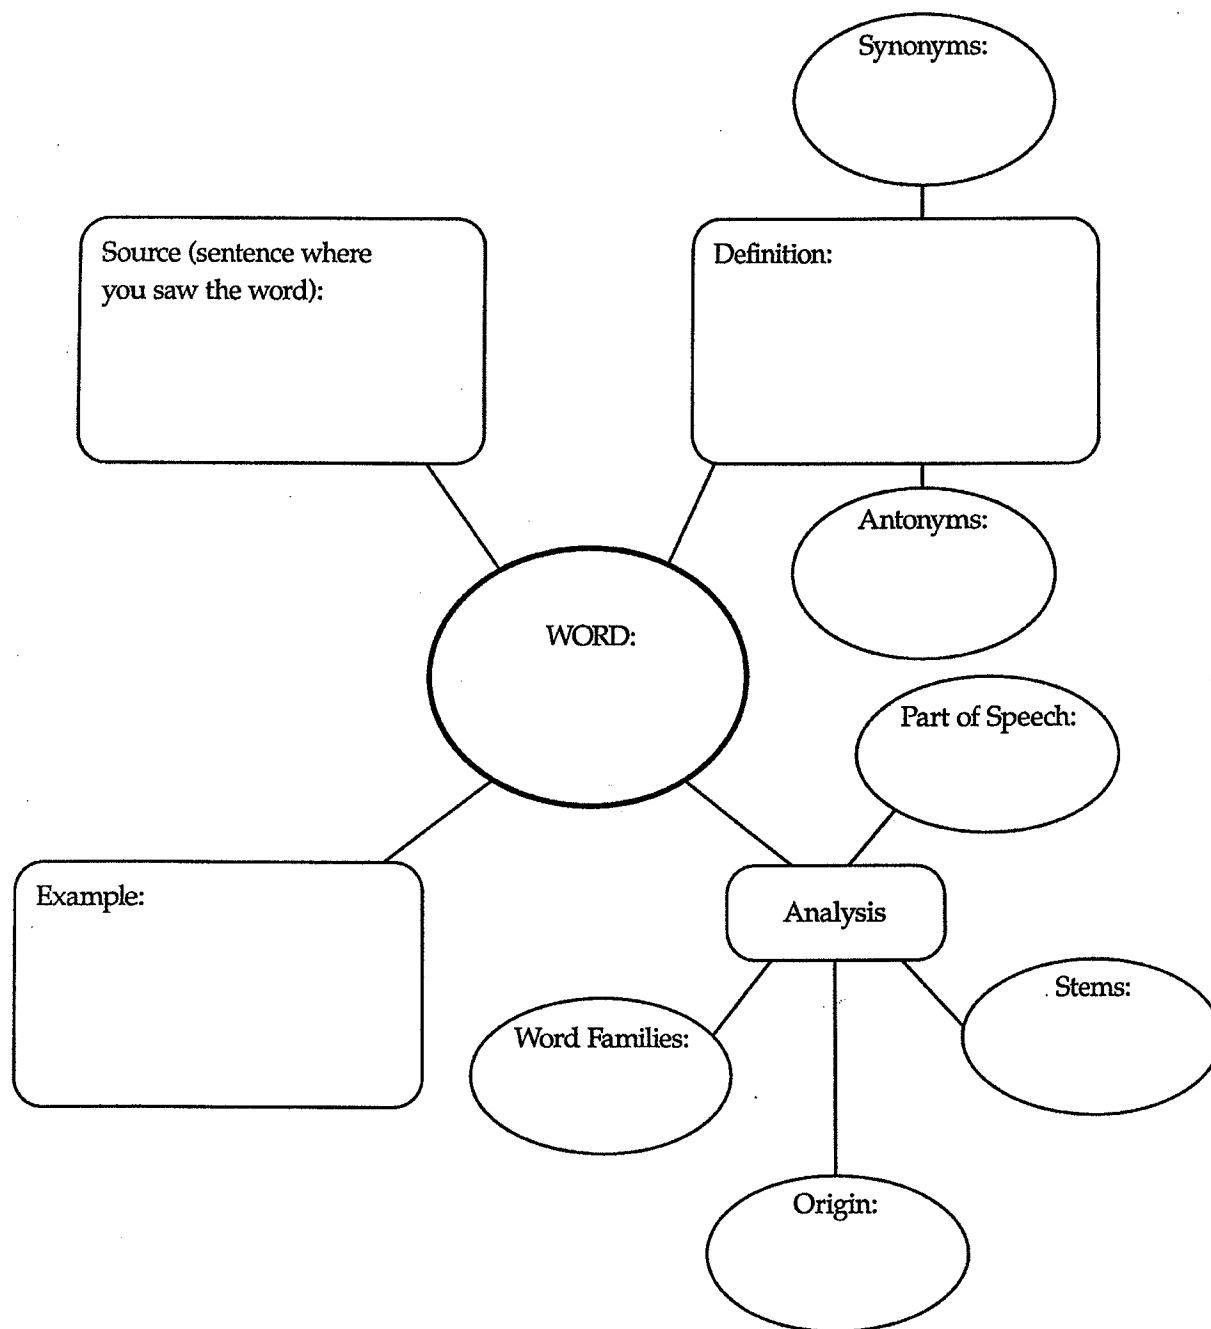 Synonyms:
Source (sentence where
you saw the word):
Definition:
Antonyms:
WORD:
Part of Speech:
Example:
Analysis
Stems:
Word Families:
Origin: